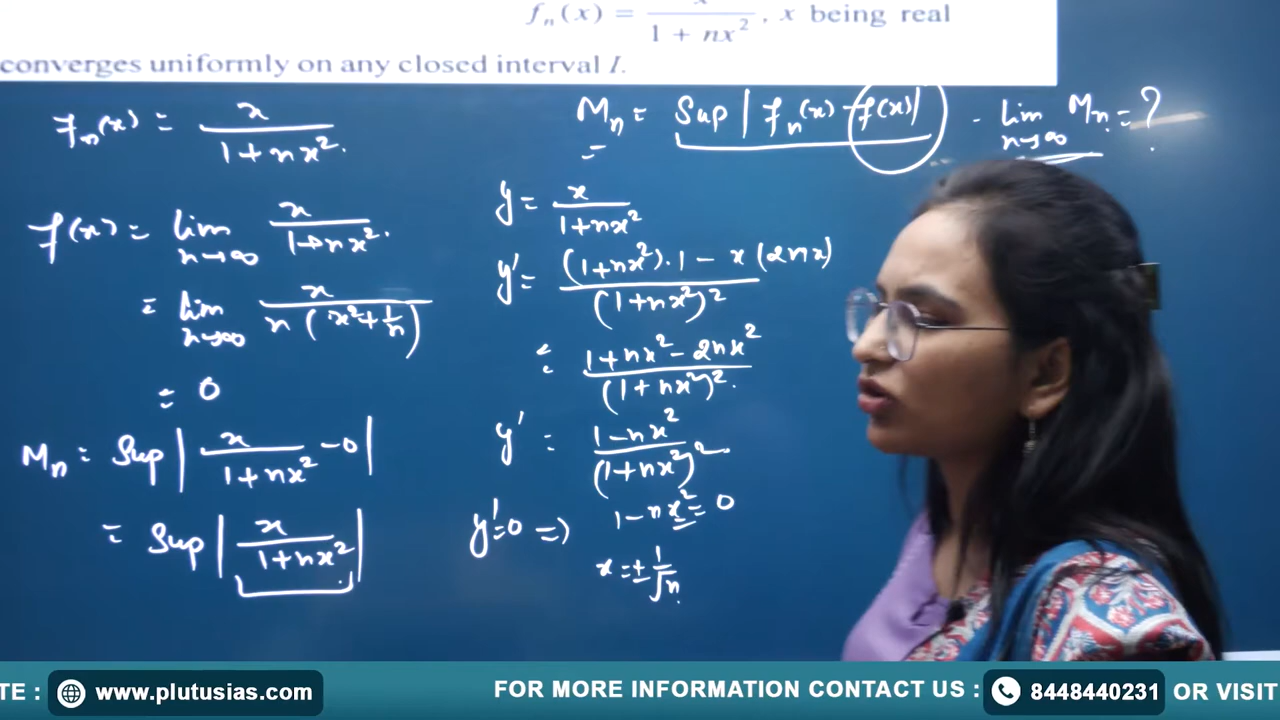 fₙ(x) = x / (1 + nx²), x being real
converges uniformly on any closed interval I.
fₙ(x) = x / (1 + nx²).
f(x) = lim n→∞ x / (1 + nx²).
= lim n→∞ x / (n (x² + 1/n))
= 0
Mₙ = Sup | x / (1 + nx²) - 0 |
= Sup | x / (1 + nx²) |
Mₙ = Sup | fₙ(x) - f(x) | - lim n→∞ Mₙ = ?
y = x / (1 + nx²)
y' = ((1 + nx²) · 1 - x (2nx)) / (1 + nx²)²
= (1 + nx² - 2nx²) / (1 + nx²)².
y' = (1 - nx²) / (1 + nx²)²
y' = 0 ⇒ 1 - nx² = 0
x = ± 1/√n.
TE : www.plutusias.com FOR MORE INFORMATION CONTACT US : 8448440231 OR VISIT